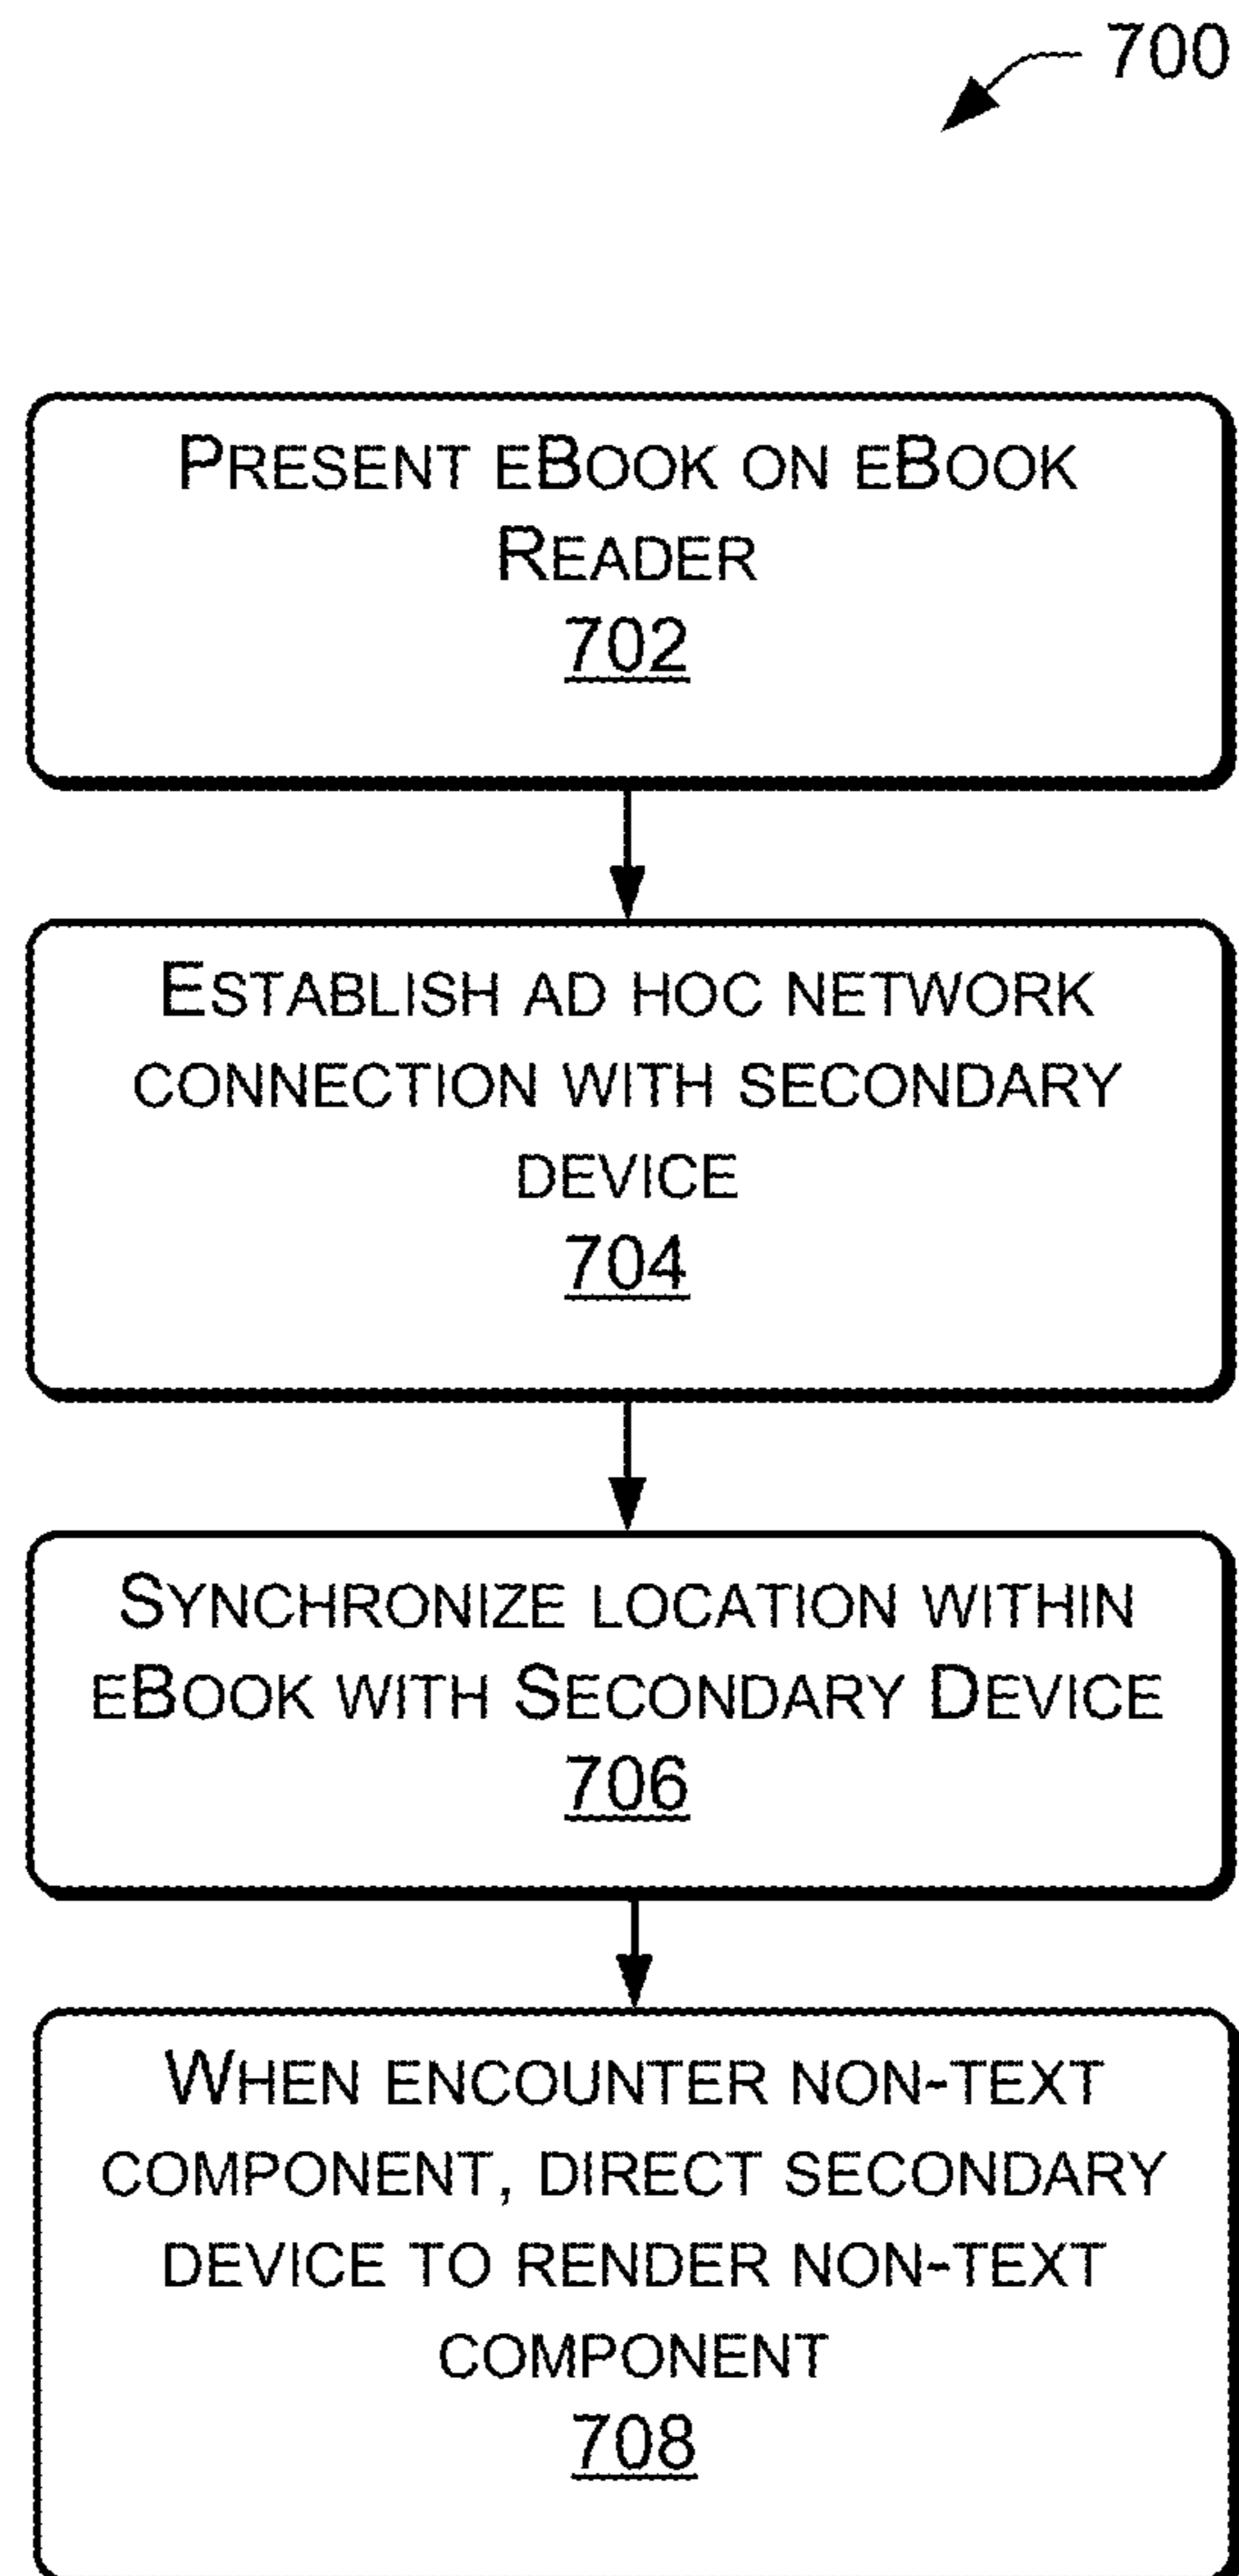 700
PRESENT EBOOK ON EBOOK
READER
702
ESTABLISH AD HOC NETWORK
CONNECTION WITH SECONDARY
DEVICE
704
SYNCHRONIZE LOCATION WITHIN
EBOOK WITH SECONDARY DEVICE
706
WHEN ENCOUNTER NON-TEXT
COMPONENT, DIRECT SECONDARY
DEVICE TO RENDER NON-TEXT
COMPONENT
708